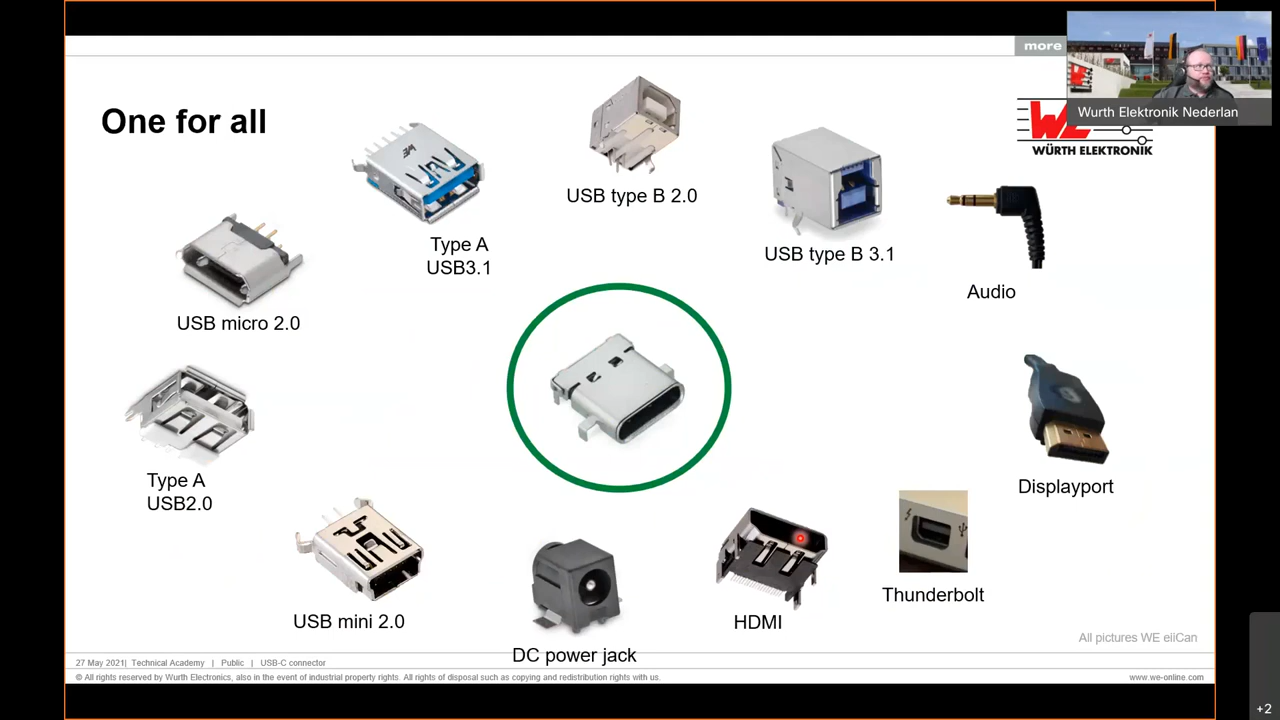 more
Wurth Elektronik Nederlan
WE
WÜRTH ELEKTRONIK
One for all
USB type B 2.0
Type A
USB3.1
USB type B 3.1
Audio
USB micro 2.0
Type A
USB2.0
Displayport
USB mini 2.0
DC power jack
HDMI
Thunderbolt
All pictures WE eiiCan
27 May 2021| Technical Academy | Public | USB-C connector
© All rights reserved by Wurth Electronics, also in the event of industrial property rights. All rights of disposal such as copying and redistribution rights with us.
www.we-online.com
+2